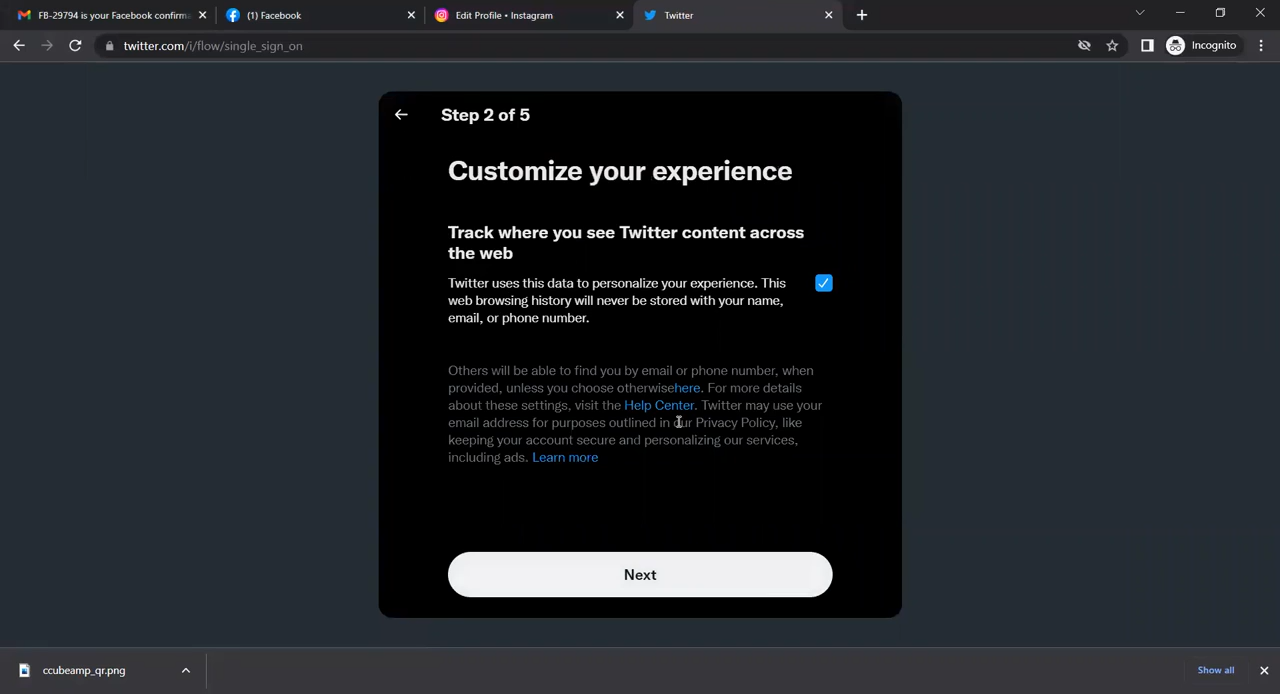 FB-29794 is your Facebook confirma
(1) Facebook
Edit Profile • Instagram
Twitter
twitter.com/i/flow/single_sign_on
Incognito
Step 2 of 5
Customize your experience
Track where you see Twitter content across
the web
Twitter uses this data to personalize your experience. This
web browsing history will never be stored with your name,
email, or phone number.
Others will be able to find you by email or phone number, when
provided, unless you choose otherwisehere. For more details
about these settings, visit the Help Center. Twitter may use your
email address for purposes outlined in our Privacy Policy, like
keeping your account secure and personalizing our services,
including ads. Learn more
Next
ccubeamp_qr.png
Show all